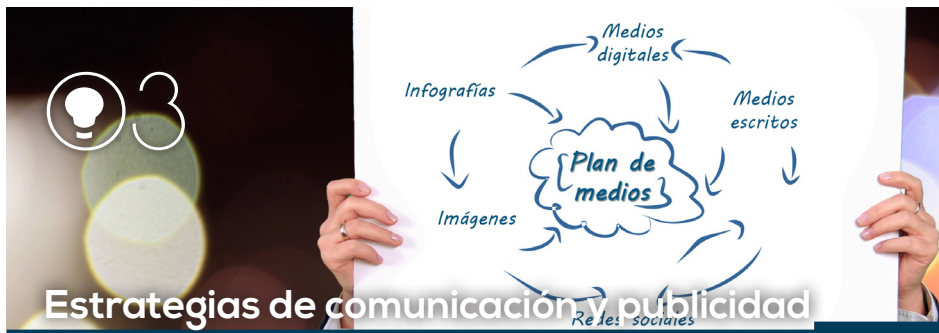 03
Medios
digitales
Infografías
Medios
escritos
Plan de
medios
Imágenes
Estrategias de comunicación y publicidad
Redes sociales